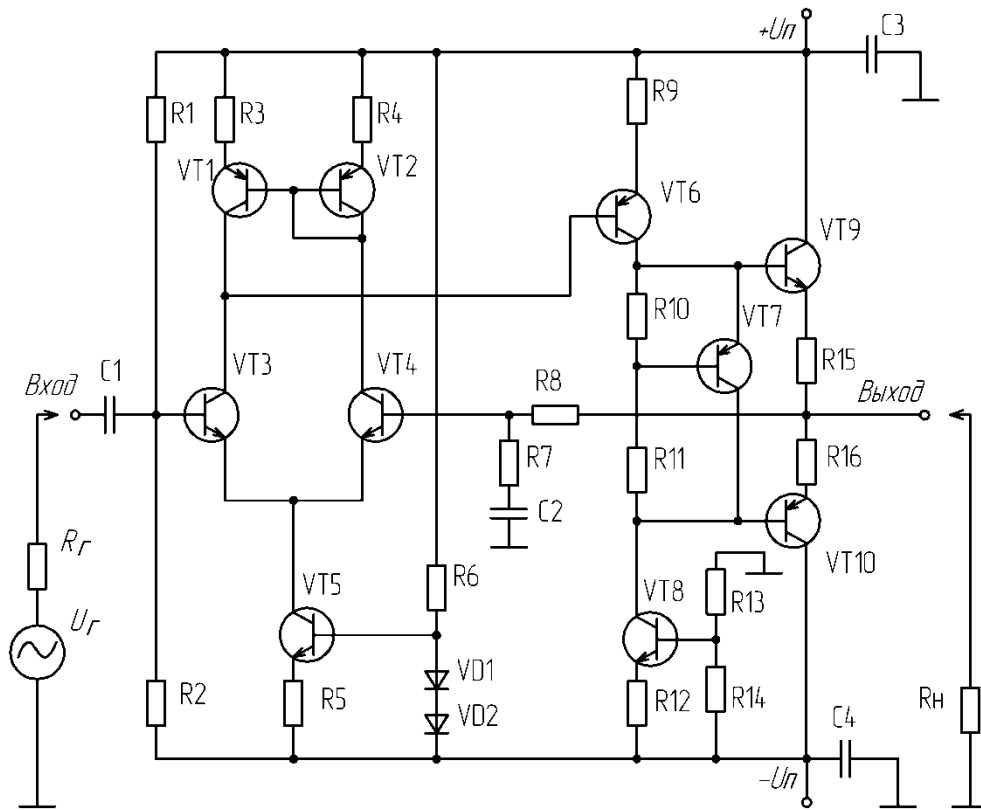 +Uп
C3
R1
R3
R4
R9
VT1
VT2
VT6
VT9
R10
VT7
R15
C1
Вход
VT3
VT4
R8
Выход
R7
R11
R16
C2
Rг
VT10
VT5
R6
VT8
R13
Uг
VD1
R2
R5
R12
R14
VD2
C4
Rн
-Uп